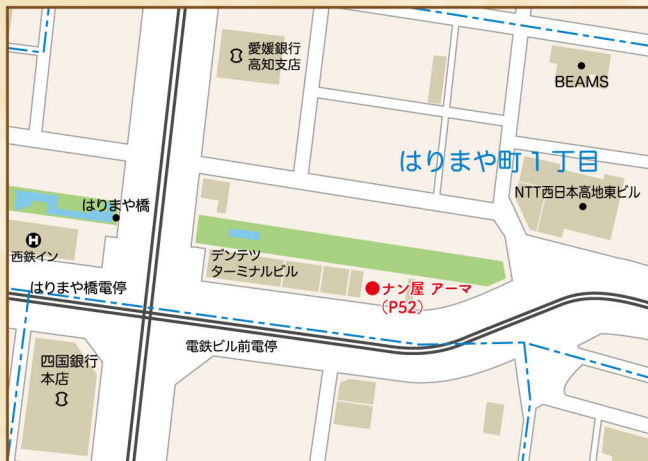 愛媛銀行
高知支店
BEAMS
はりまや町1丁目
NTT西日本高地東ビル
はりまや橋
H
西鉄イン
デンテツ
ターミナルビル
ナン屋 アーマ
(P52)
はりまや橋電停
電鉄ビル前電停
四国銀行
本店